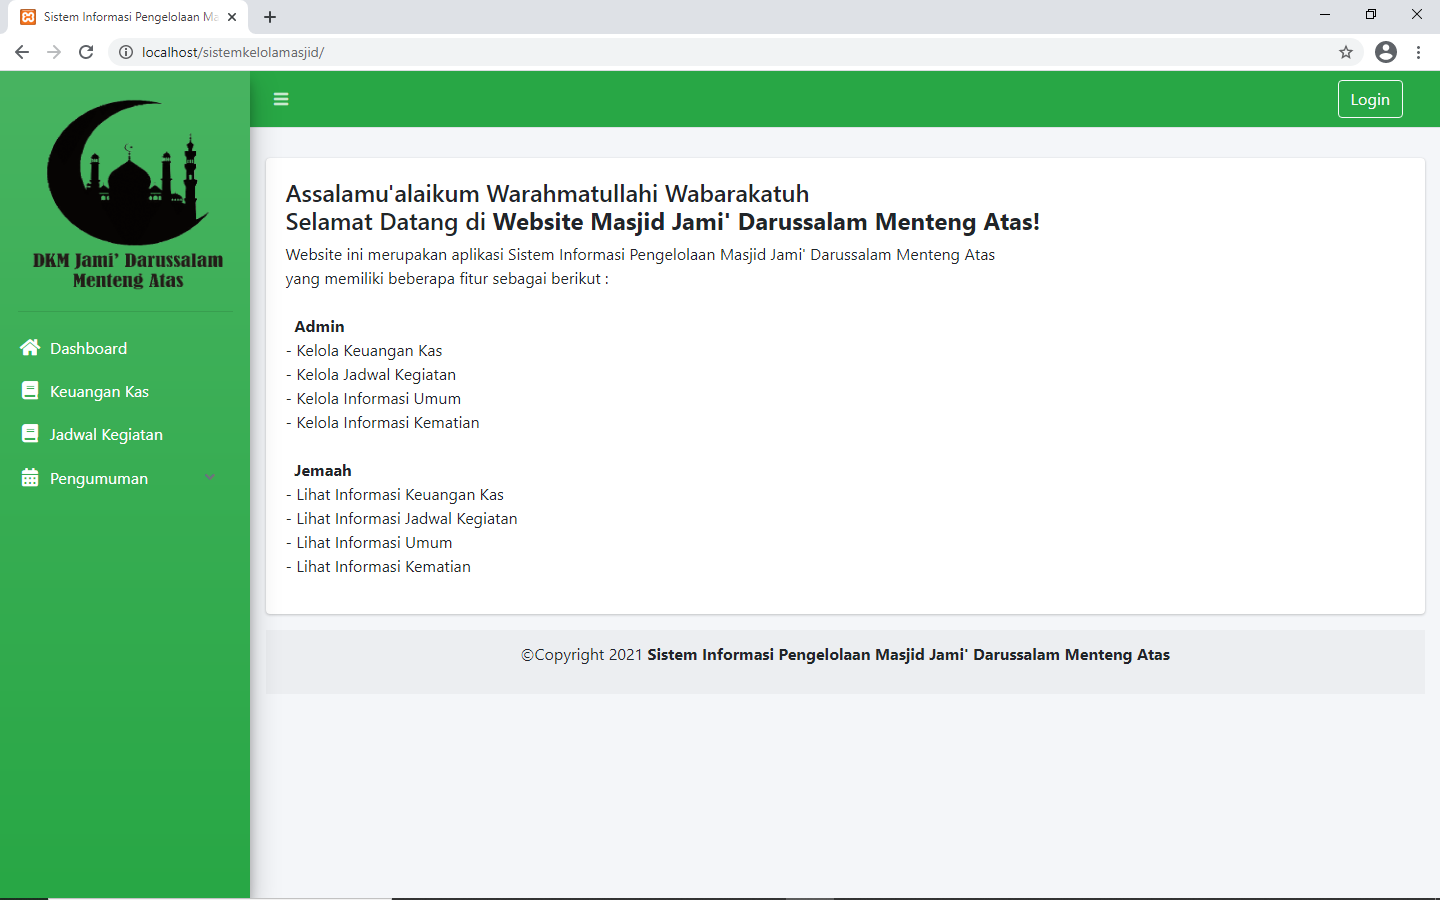 Sistem Informasi Pengelolaan Ma
localhost/sistemkelolamasjid/
Login
DKM Jami' Darussalam
Menteng Atas
Dashboard
Keuangan Kas
Jadwal Kegiatan
Pengumuman
Assalamu'alaikum Warahmatullahi Wabarakatuh
Selamat Datang di Website Masjid Jami' Darussalam Menteng Atas!
Website ini merupakan aplikasi Sistem Informasi Pengelolaan Masjid Jami' Darussalam Menteng Atas
yang memiliki beberapa fitur sebagai berikut :
Admin
- Kelola Keuangan Kas
- Kelola Jadwal Kegiatan
- Kelola Informasi Umum
- Kelola Informasi Kematian
Jemaah
- Lihat Informasi Keuangan Kas
- Lihat Informasi Jadwal Kegiatan
- Lihat Informasi Umum
- Lihat Informasi Kematian
©Copyright 2021 Sistem Informasi Pengelolaan Masjid Jami' Darussalam Menteng Atas